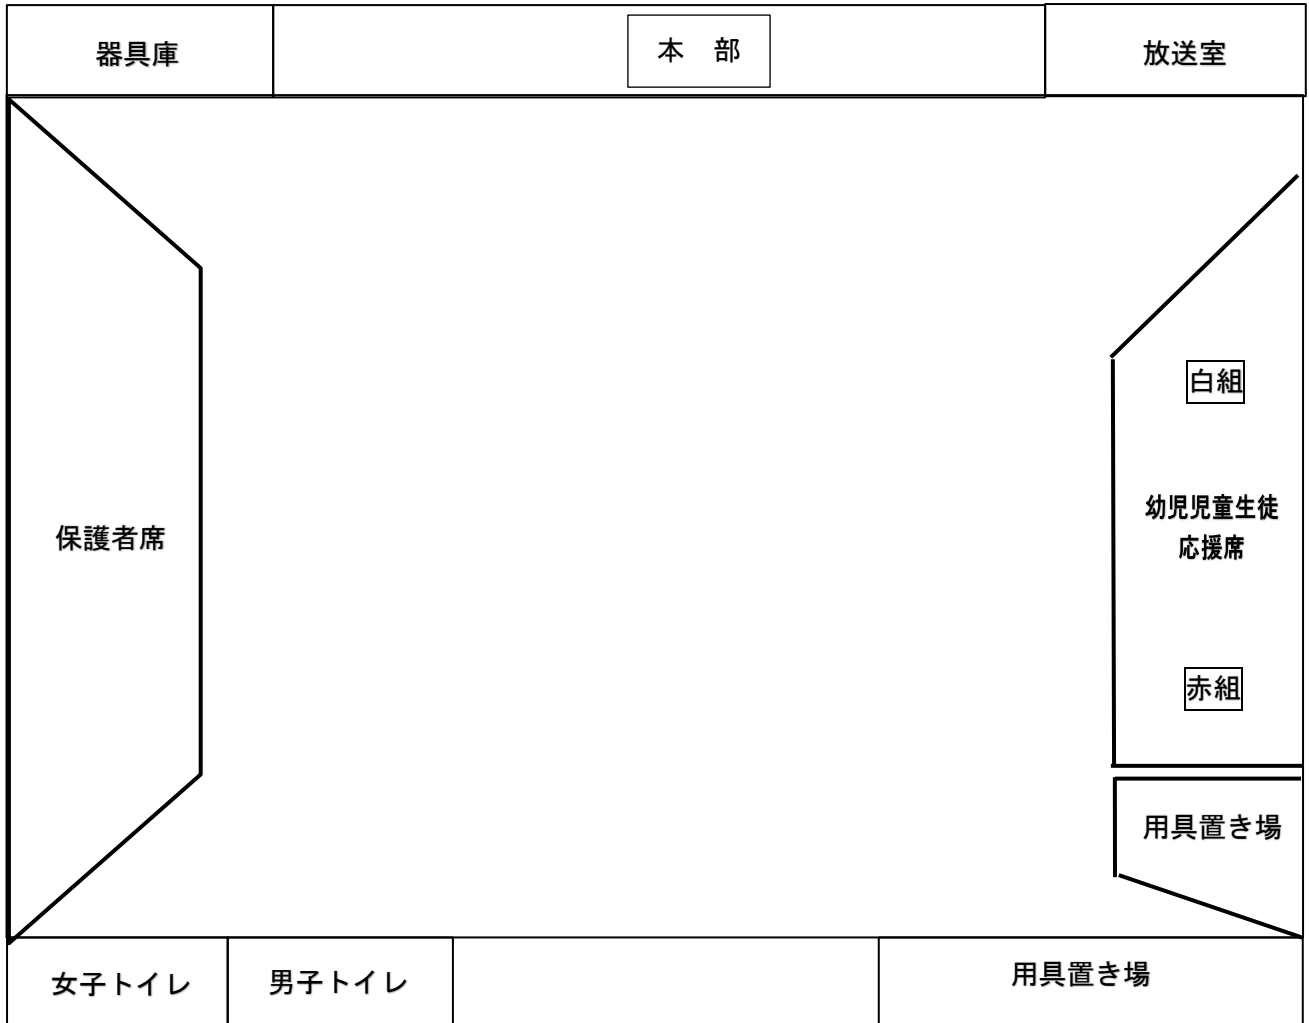 器具庫
本　部
放送室
白組
幼児児童生徒
応援席
保護者席
赤組
用具置き場
女子トイレ
男子トイレ
用具置き場